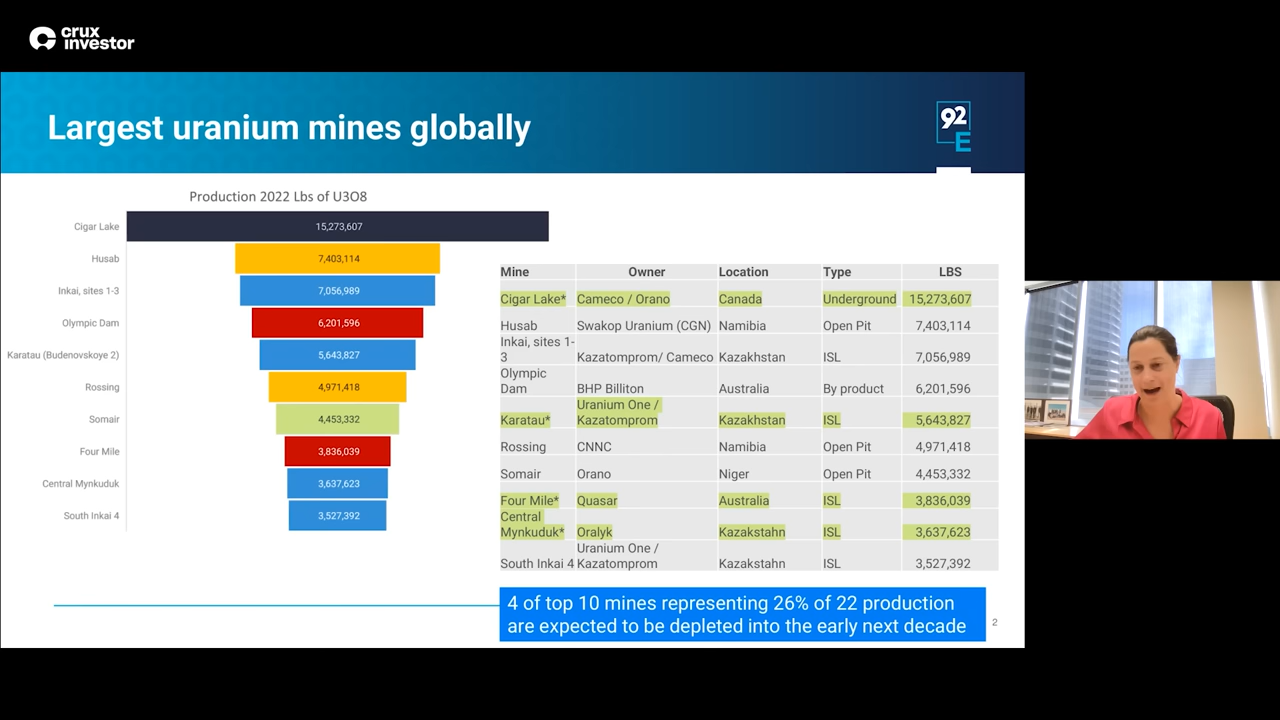 crux
investor
Largest uranium mines globally
92
E
Production 2022 Lbs of U3O8
Cigar Lake 15,273,607
Husab 7,403,114
Inkai, sites 1-3 7,056,989
Olympic Dam 6,201,596
Karatau (Budenovskoye 2) 5,643,827
Rossing 4,971,418
Somair 4,453,332
Four Mile 3,836,039
Central Mynkuduk 3,637,623
South Inkai 4 3,527,392
Mine Owner Location Type LBS
Cigar Lake* Cameco / Orano Canada Underground 15,273,607
Husab Swakop Uranium (CGN) Namibia Open Pit 7,403,114
Inkai, sites 1-
3 Kazatomprom/ Cameco Kazakhstan ISL 7,056,989
Olympic
Dam BHP Billiton Australia By product 6,201,596
Uranium One /
Karatau* Kazatomprom Kazakhstan ISL 5,643,827
Rossing CNNC Namibia Open Pit 4,971,418
Somair Orano Niger Open Pit 4,453,332
Four Mile* Quasar Australia ISL 3,836,039
Central
Mynkuduk* Oralyk Kazakstahn ISL 3,637,623
Uranium One /
South Inkai 4 Kazatomprom Kazakstahn ISL 3,527,392
4 of top 10 mines representing 26% of 22 production
are expected to be depleted into the early next decade
2